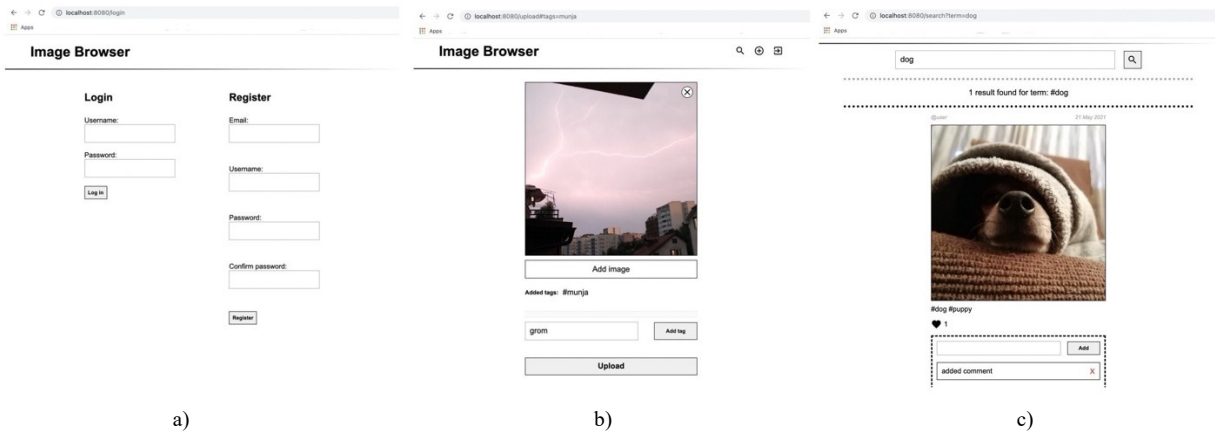 localhost:8080/login
Apps
Image Browser
Login
Username:
Password:
Log in
Register
Email:
Username:
Password:
Confirm password:
Register
a)
localhost:8080/upload#tags=munja
Apps
Image Browser
Add image
Added tags: #munja
grom
Add tag
Upload
b)
localhost:8080/search?term=dog
Apps
dog
1 result found for term: #dog
@user 21 May 2021
#dog #puppy
1
Add
added comment X
c)